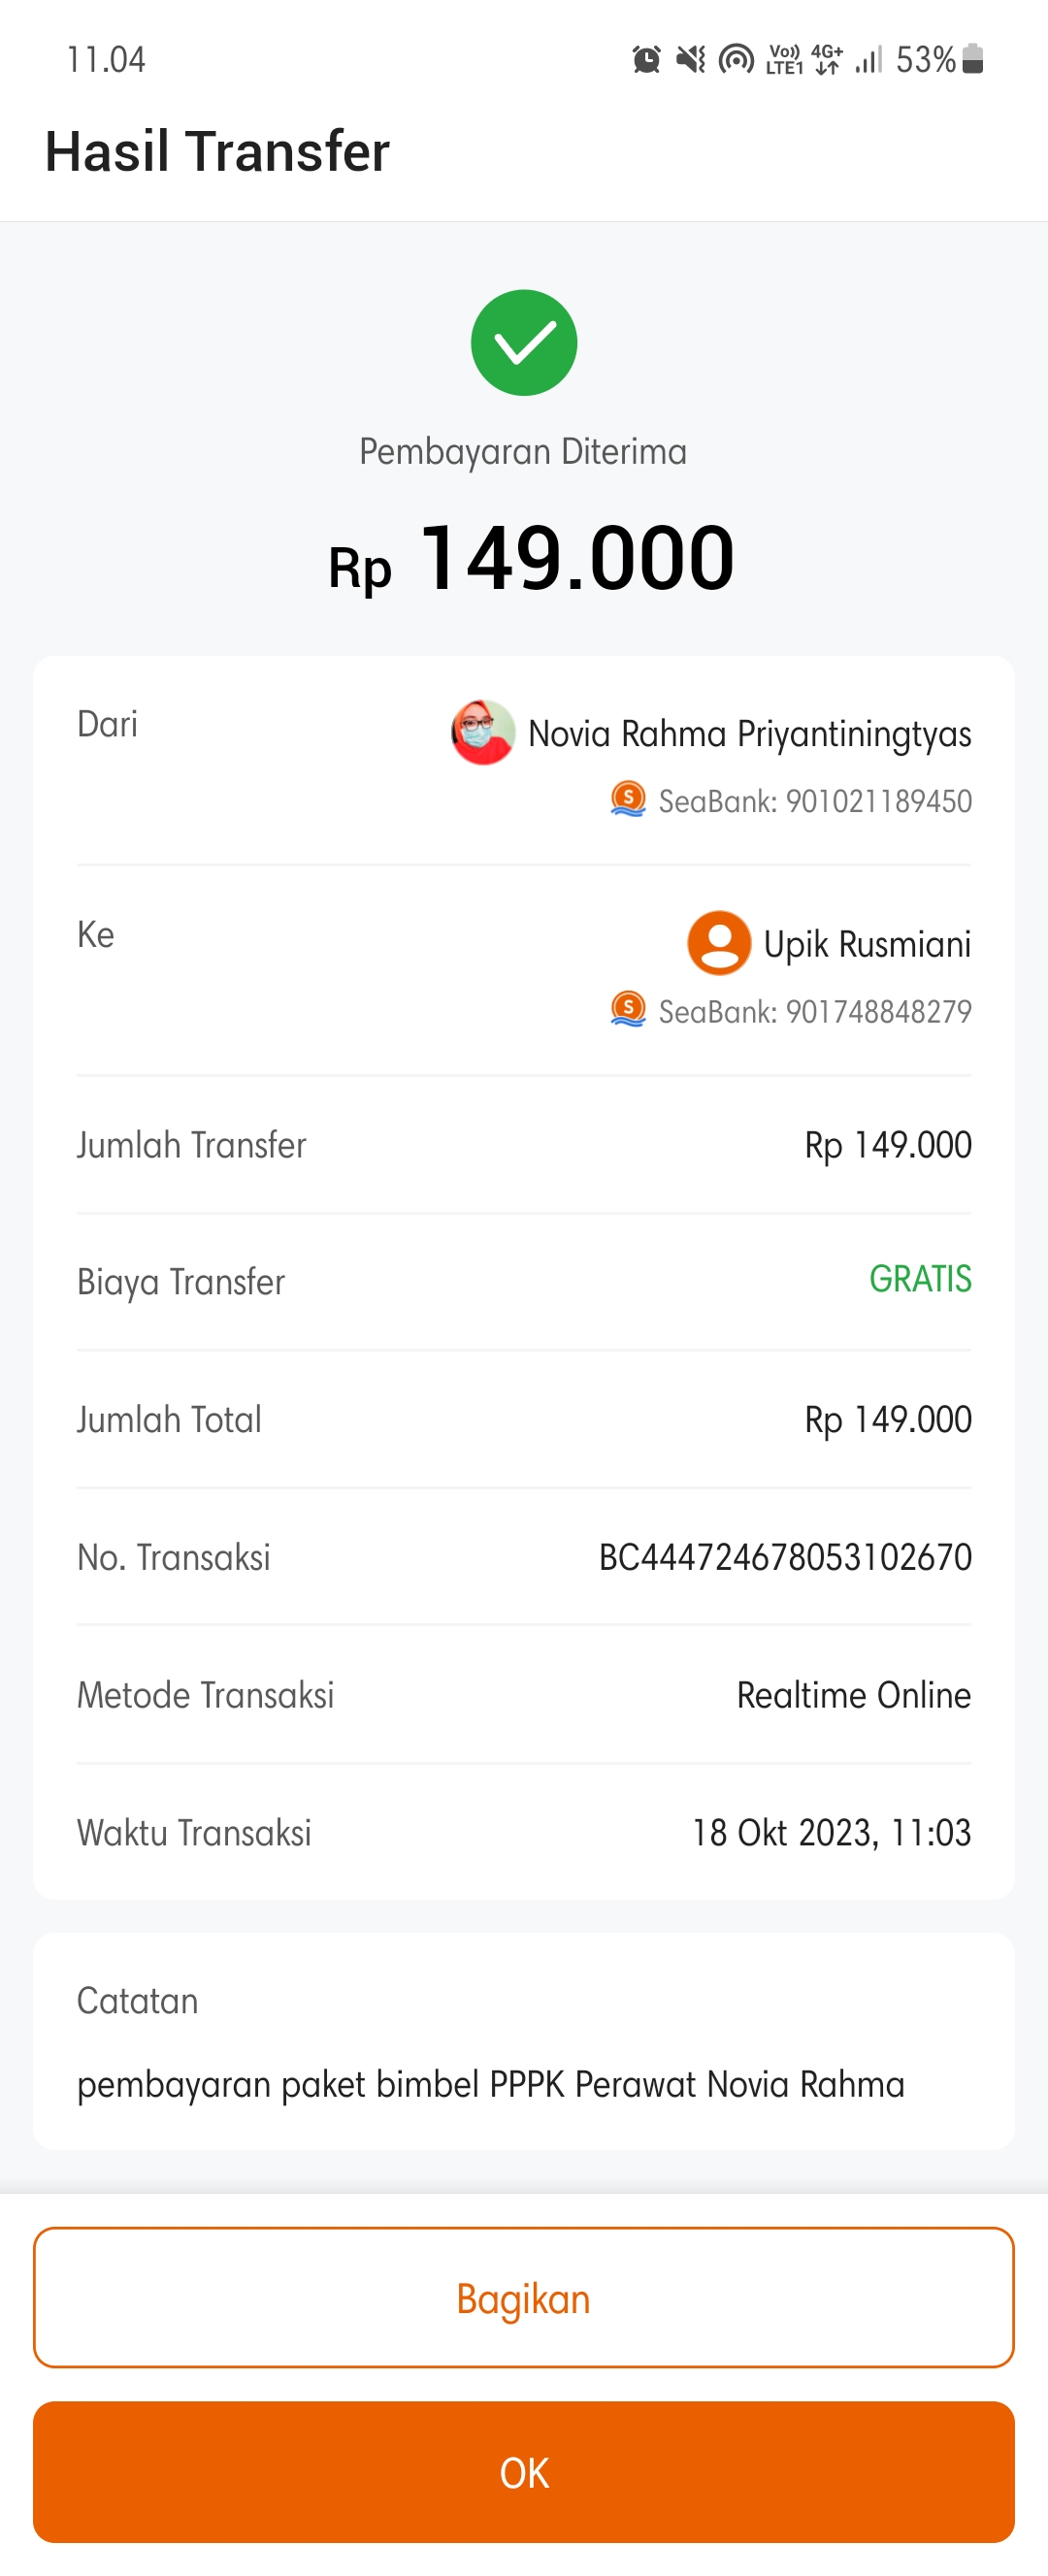 11.04
Vo)) LTE1 4G+ 53%
Hasil Transfer
Pembayaran Diterima
Rp 149.000
Dari
Novia Rahma Priyantiningtyas
SeaBank: 901021189450
Ke
Upik Rusmiani
SeaBank: 901748848279
Jumlah Transfer Rp 149.000
Biaya Transfer GRATIS
Jumlah Total Rp 149.000
No. Transaksi BC444724678053102670
Metode Transaksi Realtime Online
Waktu Transaksi 18 Okt 2023, 11:03
Catatan
pembayaran paket bimbel PPPK Perawat Novia Rahma
Bagikan
OK